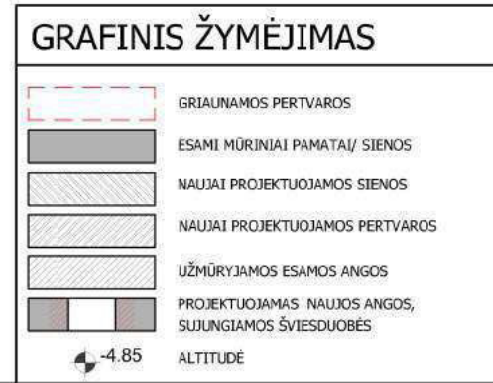 GRAFINIS ŽYMĖJIMAS
GRIAUNAMOS PERTVAROS
ESAMI MŪRINIAI PAMATAI/ SIENOS
NAUJAI PROJEKTUOJAMOS SIENOS
NAUJAI PROJEKTUOJAMOS PERTVAROS
UŽMŪRYJAMOS ESAMOS ANGOS
PROJEKTUOJAMAS NAUJOS ANGOS,
SUJUNGIAMOS ŠVIESDUOBĖS
-4.85 ALTITUDĖ